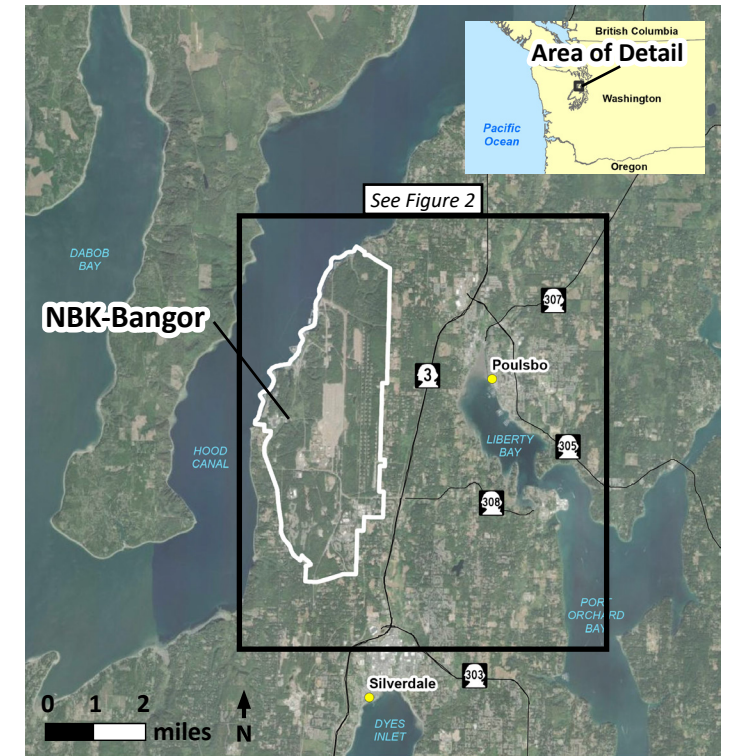 British Columbia
Area of Detail
Washington
Pacific
Ocean
Oregon
See Figure 2
DABOB
BAY
307
NBK-Bangor
3
Poulsbo
HOOD
CANAL
LIBERTY
BAY
305
308
PORT
ORCHARD
BAY
303
Silverdale
0 1 2
miles
N
DYES
INLET